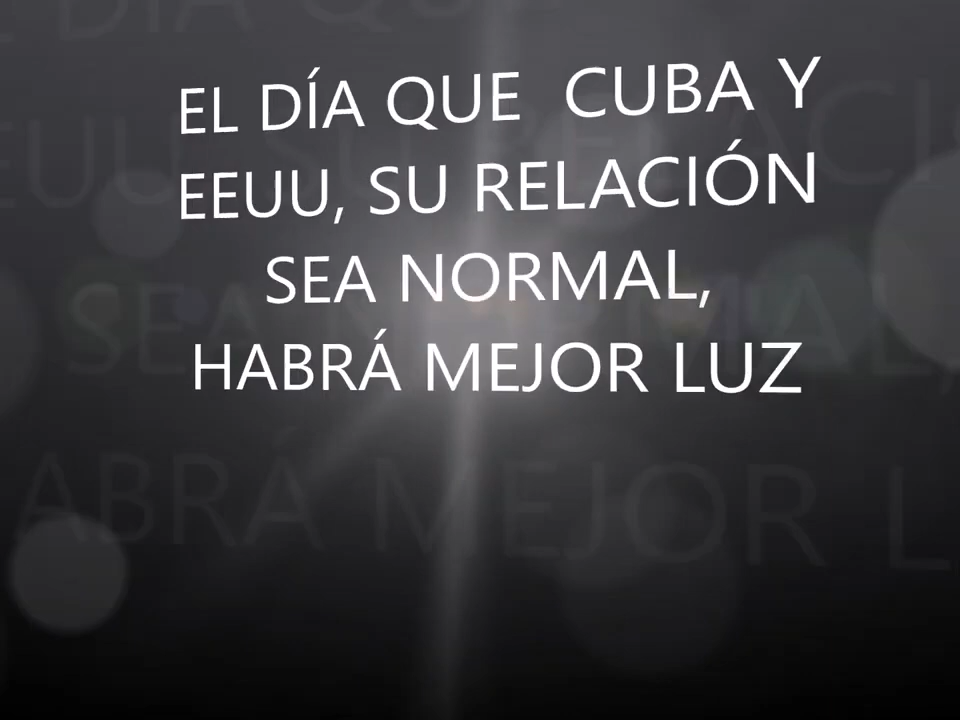 EL DÍA QUE CUBA Y
EEUU, SU RELACIÓN
SEA NORMAL,
HABRÁ MEJOR LUZ